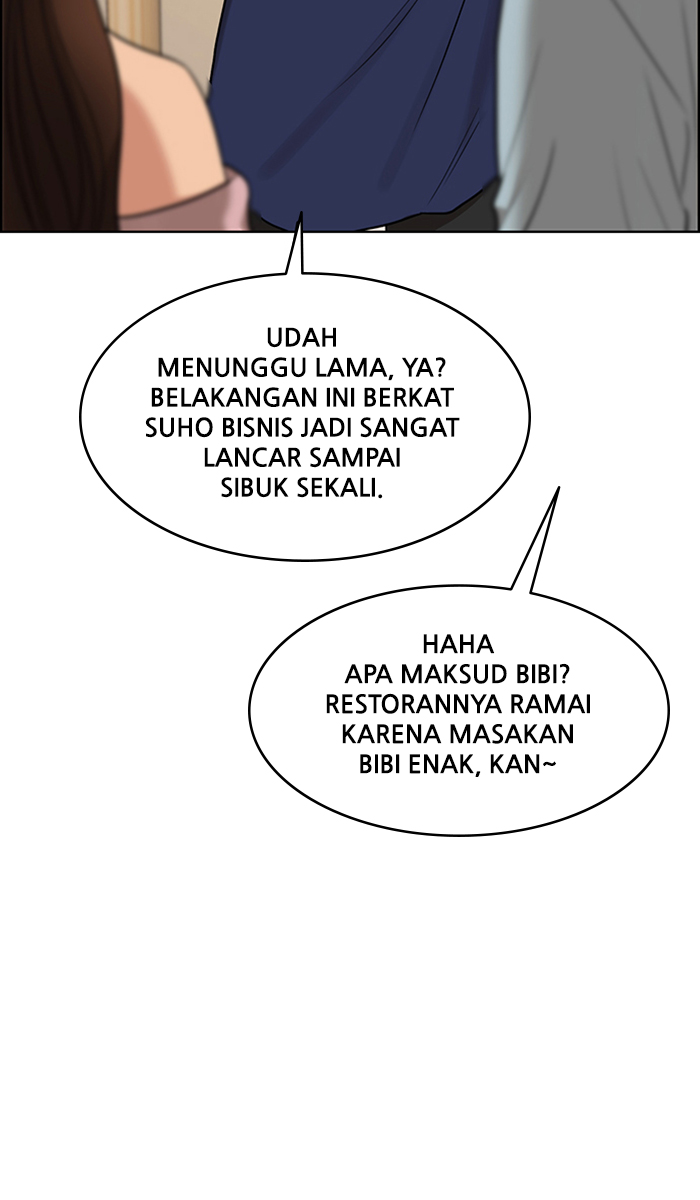 UDAH
MENUNGGU LAMA, YA?
BELAKANGAN INI BERKAT
SUHO BISNIS JADI SANGAT
LANCAR SAMPAI
SIBUK SEKALI.
HAHA
APA MAKSUD BIBI?
RESTORANNYA RAMAI
KARENA MASAKAN
BIBI ENAK, KAN~